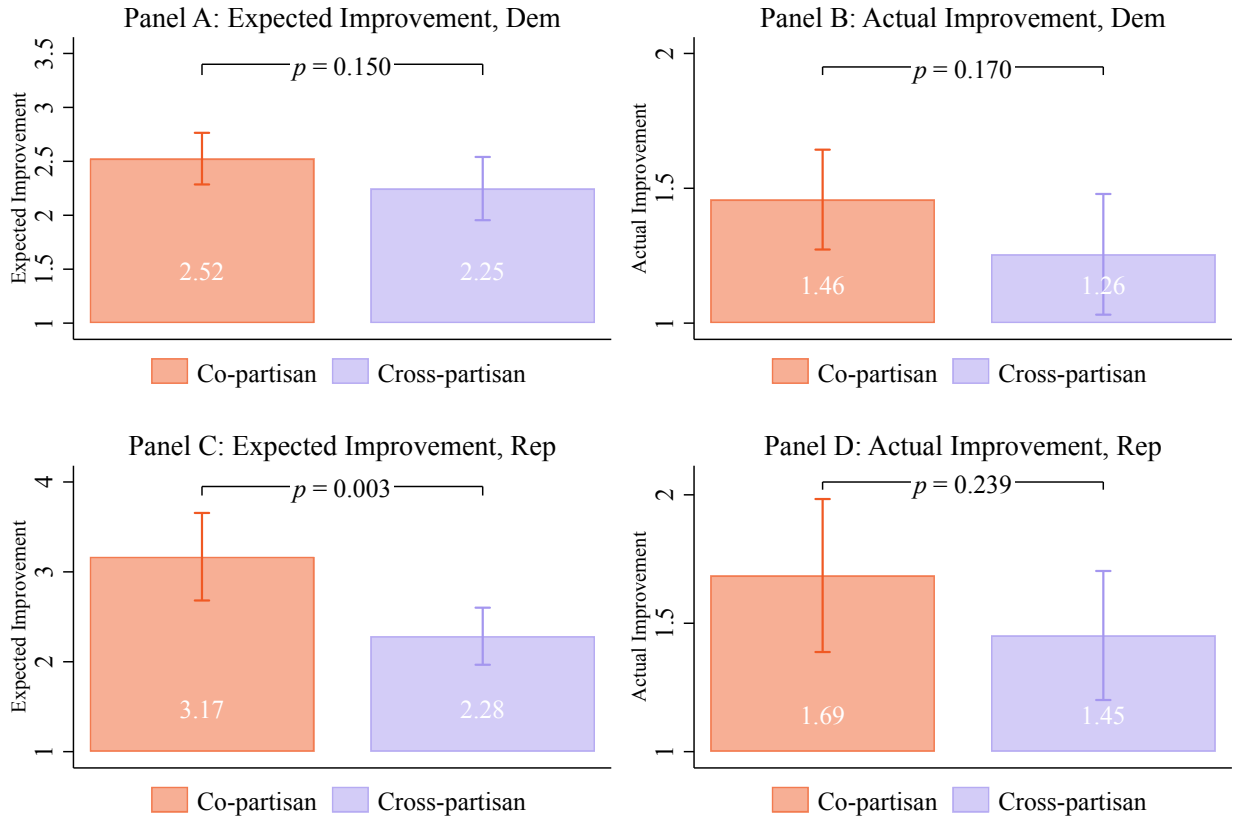 Panel A: Expected Improvement, Dem
Expected Improvement
3.5
3
2.5
2
1.5
1
p = 0.150
2.52
2.25
Co-partisan
Cross-partisan
Panel B: Actual Improvement, Dem
Actual Improvement
2
1.5
1
p = 0.170
1.46
1.26
Co-partisan
Cross-partisan
Panel C: Expected Improvement, Rep
Expected Improvement
4
3
2
1
p = 0.003
3.17
2.28
Co-partisan
Cross-partisan
Panel D: Actual Improvement, Rep
Actual Improvement
2
1.5
1
p = 0.239
1.69
1.45
Co-partisan
Cross-partisan